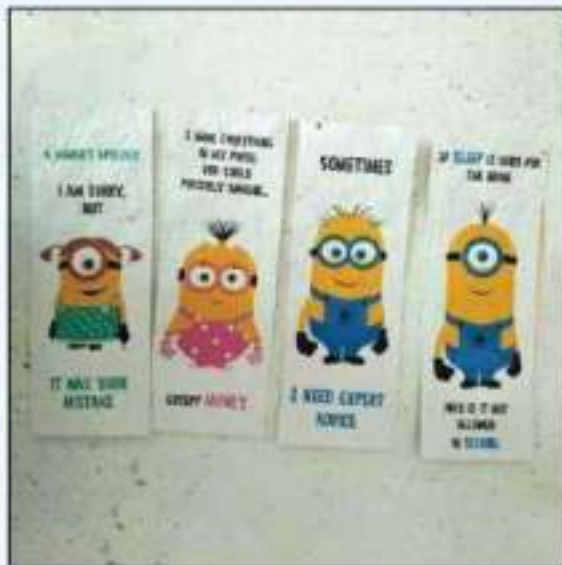 A WOMAN'S APOLOGY
I AM SORRY,
BUT
IT WAS YOUR
MISTAKE
I HAVE EVERYTHING
IN MY PURSE
YOU COULD
POSSIBLY IMAGINE...
EXCEPT MONEY
SOMETIMES
I NEED EXPERT
ADVICE
IF SLEEP IS GOOD FOR
THE BRAIN
WHY IS IT NOT
ALLOWED
IN SCHOOL